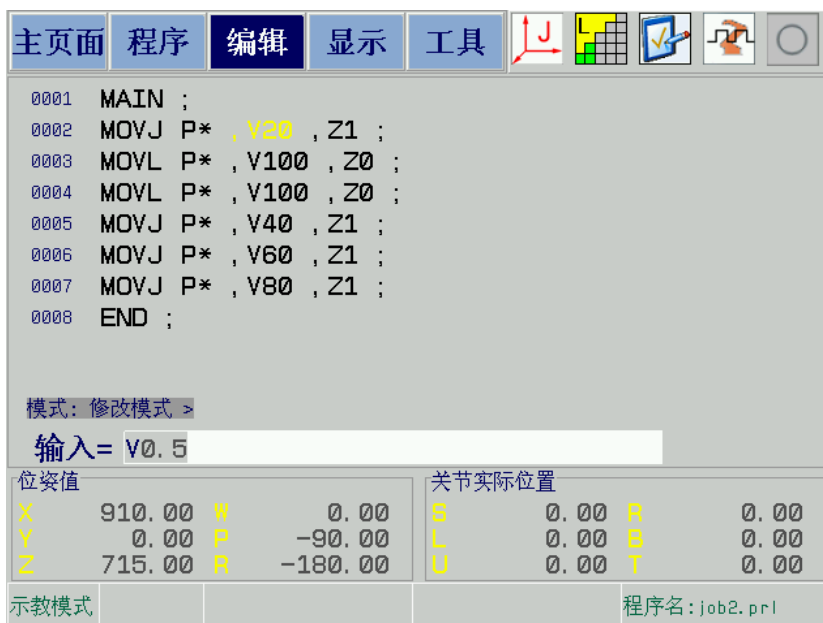 主页面 程序 编辑 显示 工具 J L
0001 MAIN ;
0002 MOVJ P* ,V20 ,Z1 ;
0003 MOVL P* ,V100 ,Z0 ;
0004 MOVL P* ,V100 ,Z0 ;
0005 MOVJ P* ,V40 ,Z1 ;
0006 MOVJ P* ,V60 ,Z1 ;
0007 MOVJ P* ,V80 ,Z1 ;
0008 END ;
模式: 修改模式 >
输入= V0.5
位姿值 关节实际位置
X 910.00 W 0.00 S 0.00 R 0.00
Y 0.00 P -90.00 L 0.00 B 0.00
Z 715.00 R -180.00 U 0.00 T 0.00
示教模式 程序名:job2.prl